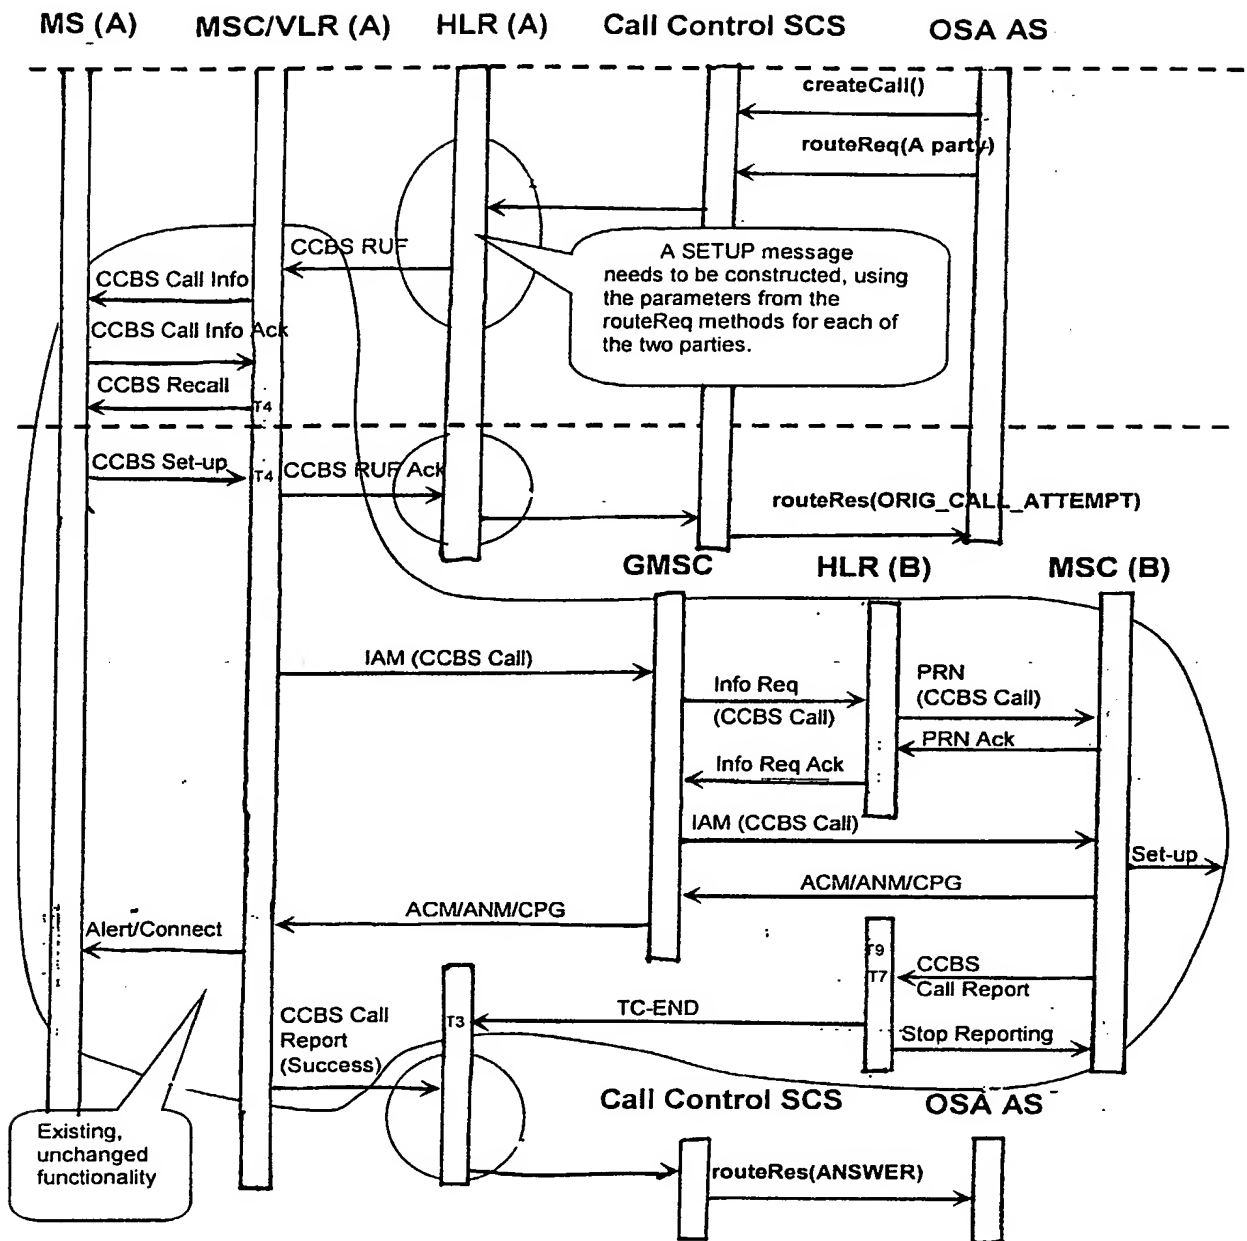 MS (A) MSC/VLR (A) HLR (A) Call Control SCS OSA AS
createCall()
routeReq(A party)
CCBS RUF
A SETUP message
needs to be constructed, using
the parameters from the
routeReq methods for each of
the two parties.
CCBS Call Info
CCBS Call Info Ack
CCBS Recall
T4
CCBS Set-up
T4
CCBS RUF Ack
routeRes(ORIG_CALL_ATTEMPT)
GMSC HLR (B) MSC (B)
IAM (CCBS Call)
Info Req
(CCBS Call)
PRN
(CCBS Call)
PRN Ack
Info Req Ack
IAM (CCBS Call)
Set-up
ACM/ANM/CPG
ACM/ANM/CPG
Alert/Connect
T9
T7
CCBS
Call Report
TC-END
T3
Stop Reporting
CCBS Call
Report
(Success)
Call Control SCS OSA AS
Existing,
unchanged
functionality
routeRes(ANSWER)